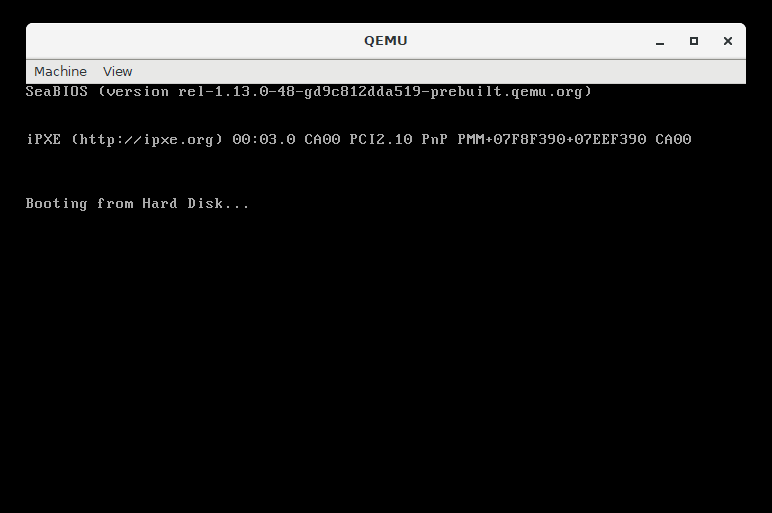 QEMU
Machine View
SeaBIOS (version rel-1.13.0-48-gd9c812dda519-prebuilt.qemu.org)
iPXE (http://ipxe.org) 00:03.0 CA00 PCI2.10 PnP PMM+07F8F390+07EEF390 CA00
Booting from Hard Disk...